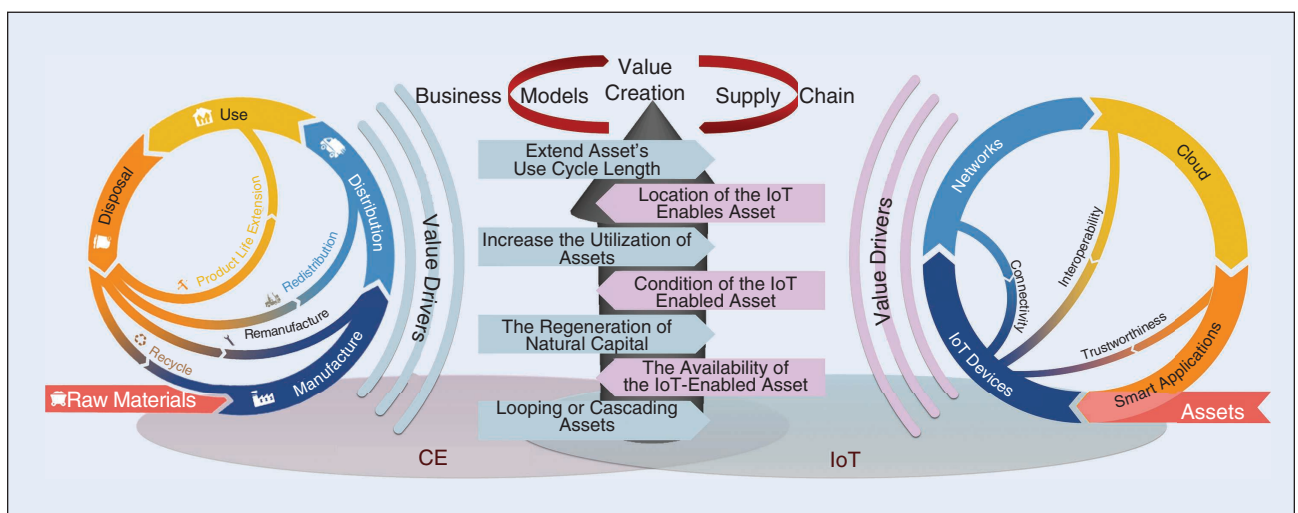 Use
Disposal
Distribution
Product Life Extension
Redistribution
Remanufacture
Recycle
Manufacture
Raw Materials
Value Drivers
Value
Creation
Business
Models
Supply
Chain
Extend Asset's
Use Cycle Length
Location of the IoT
Enables Asset
Increase the Utilization of
Assets
Condition of the IoT
Enabled Asset
The Regeneration of
Natural Capital
The Availability of
the IoT-Enabled Asset
Looping or Cascading
Assets
CE
IoT
Value Drivers
Networks
Cloud
Connectivity
Interoperability
Trustworthiness
IoT Devices
Smart Applications
Assets